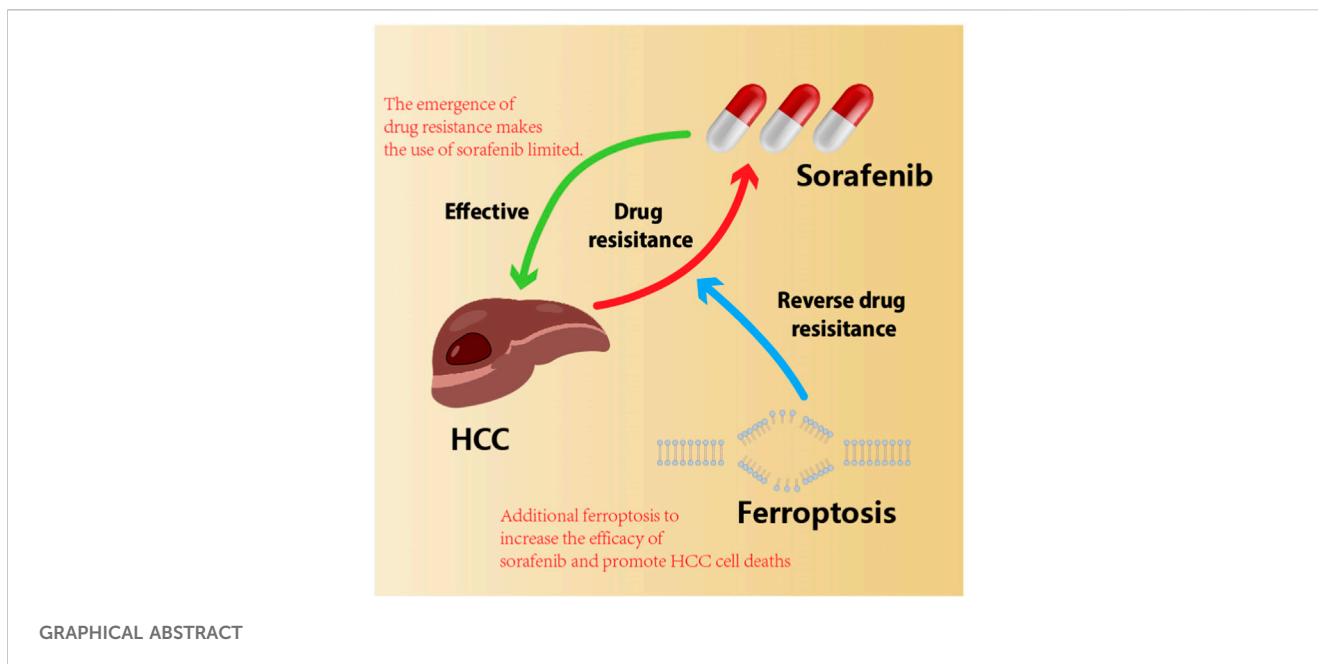 The emergence of
drug resistance makes
the use of sorafenib limited.
Sorafenib
Effective
Drug
resisitance
Reverse drug
resisitance
HCC
Ferroptosis
Additional ferroptosis to
increase the efficacy of
sorafenib and promote HCC cell deaths
GRAPHICAL ABSTRACT